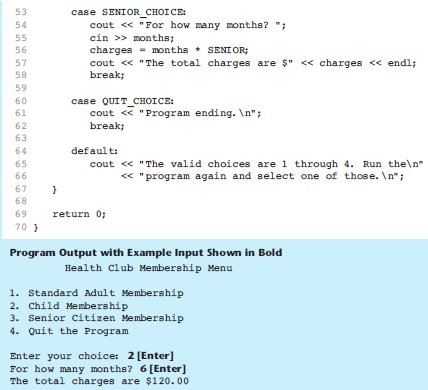 53 case SENIOR_CHOICE:
54 cout << "For how many months? ";
55 cin >> months;
56 charges = months * SENIOR;
57 cout << "The total charges are $" << charges << endl;
58 break;
59
60 case QUIT_CHOICE:
61 cout << "Program ending.\n";
62 break;
63
64 default:
65 cout << "The valid choices are 1 through 4. Run the\n"
66 << "program again and select one of those.\n";
67 }
68
69 return 0;
70 }
Program Output with Example Input Shown in Bold
Health Club Membership Menu
1. Standard Adult Membership
2. Child Membership
3. Senior Citizen Membership
4. Quit the Program
Enter your choice: 2 [Enter]
For how many months? 6 [Enter]
The total charges are $120.00